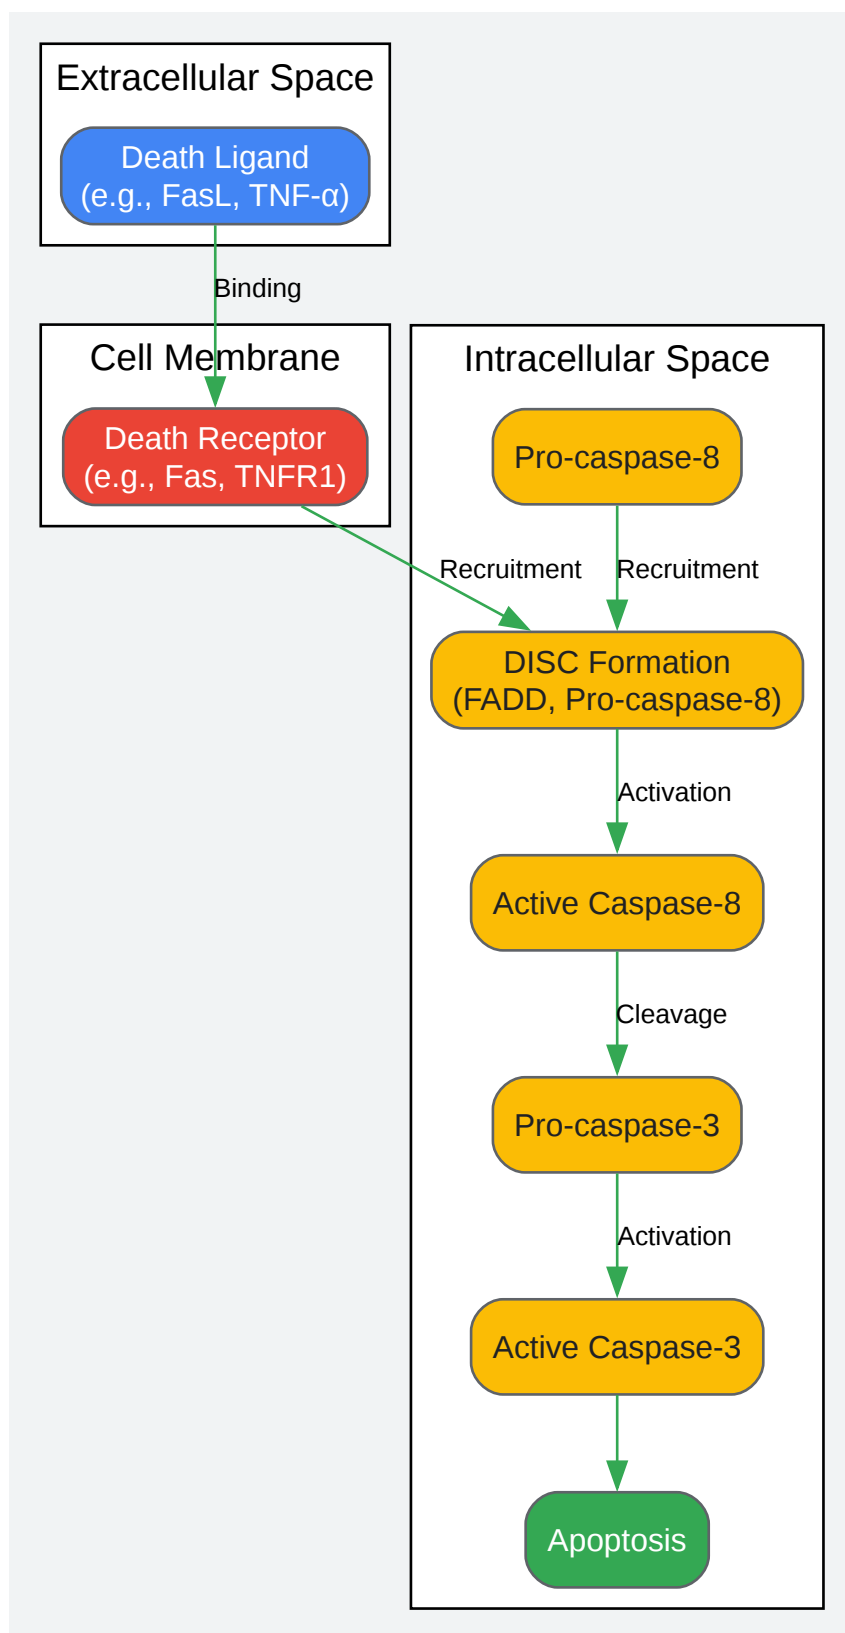 Extracellular Space
Death Ligand
(e.g., FasL, TNF-α)
Binding
Cell Membrane
Death Receptor
(e.g., Fas, TNFR1)
Intracellular Space
Pro-caspase-8
Recruitment
Recruitment
DISC Formation
(FADD, Pro-caspase-8)
Activation
Active Caspase-8
Cleavage
Pro-caspase-3
Activation
Active Caspase-3
Apoptosis